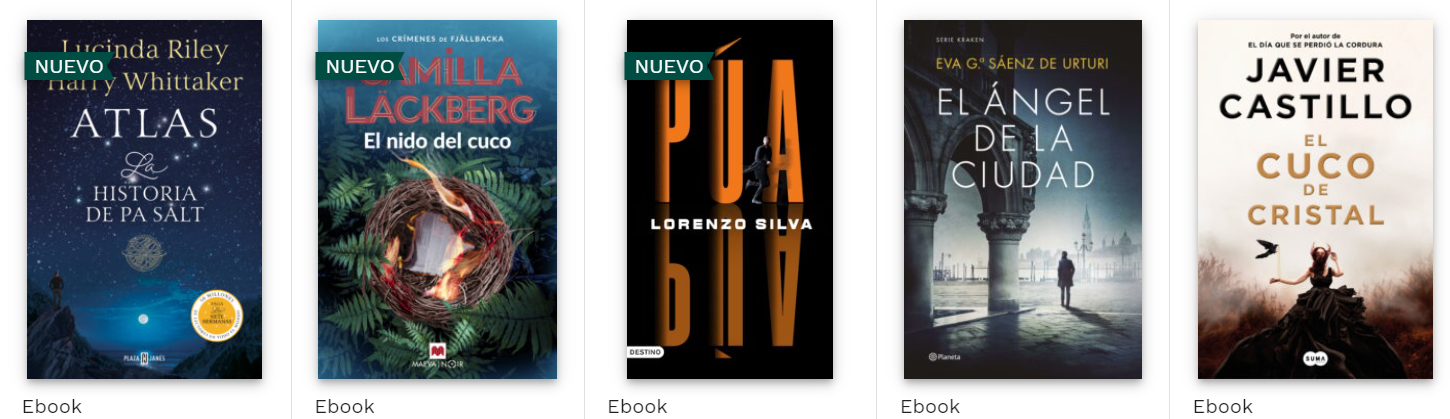 NUEVO
Lucinda Riley
Harry Whittaker
ATLAS
La
HISTORIA
DE PA SALT
PLAZA JANÉS
Ebook
NUEVO
LOS CRÍMENES DE FJÄLLBACKA
CAMILLA
LÄCKBERG
El nido del cuco
MAEVA NOIR
Ebook
NUEVO
PÚA
LORENZO SILVA
DESTINO
Ebook
SERIE KRAKEN
EVA G.ª SÁENZ DE URTURI
EL ÁNGEL
DE LA
CIUDAD
Planeta
Ebook
Por el autor de
EL DÍA QUE SE PERDIÓ LA CORDURA
JAVIER
CASTILLO
EL
CUCO
DE
CRISTAL
SUMA
Ebook